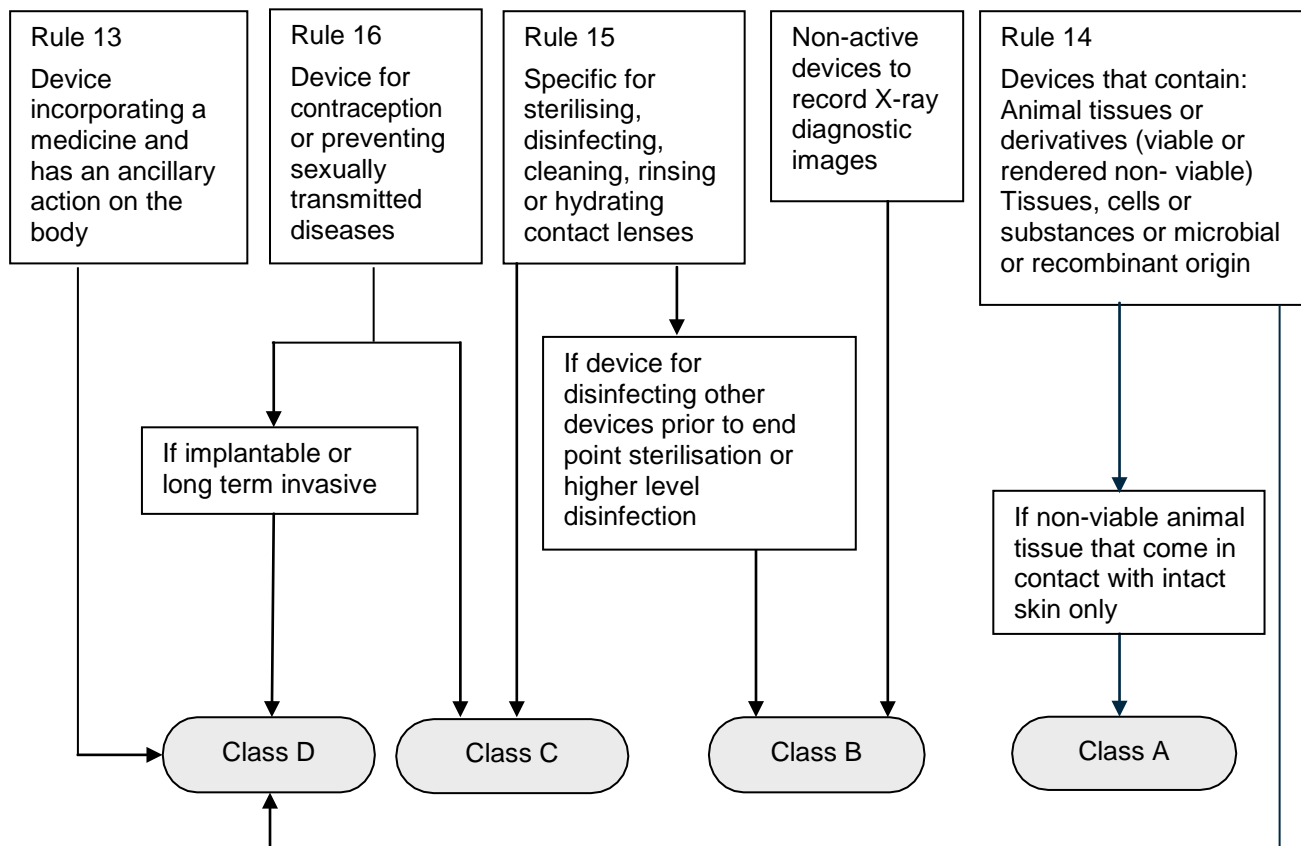 Rule 13
Device
incorporating a
medicine and
has an ancillary
action on the
body
Rule 16
Device for
contraception
or preventing
sexually
transmitted
diseases
Rule 15
Specific for
sterilising,
disinfecting,
cleaning, rinsing
or hydrating
contact lenses
Non-active
devices to
record X-ray
diagnostic
images
Rule 14
Devices that contain:
Animal tissues or
derivatives (viable or
rendered non- viable)
Tissues, cells or
substances or microbial
or recombinant origin
If implantable or
long term invasive
If device for
disinfecting other
devices prior to end
point sterilisation or
higher level
disinfection
If non-viable animal
tissue that come in
contact with intact
skin only
Class D
Class C
Class B
Class A